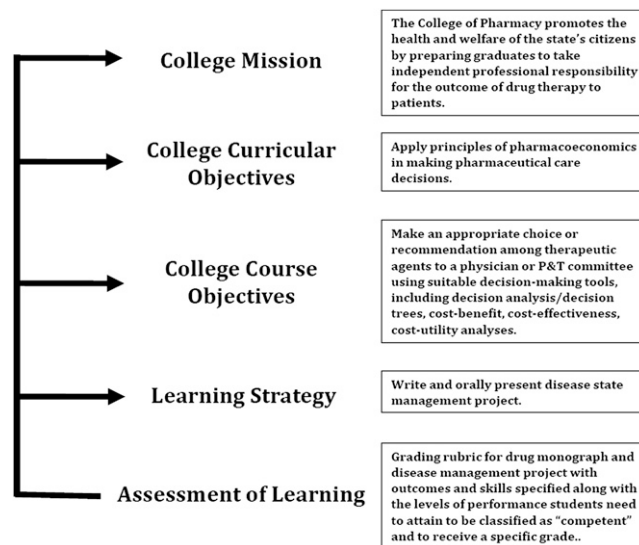 College Mission
The College of Pharmacy promotes the
health and welfare of the state's citizens
by preparing graduates to take
independent professional responsibility
for the outcome of drug therapy to
patients.
College Curricular
Objectives
Apply principles of pharmacoeconomics
in making pharmaceutical care
decisions.
College Course
Objectives
Make an appropriate choice or
recommendation among therapeutic
agents to a physician or P&T committee
using suitable decision-making tools,
including decision analysis/decision
trees, cost-benefit, cost-effectiveness,
cost-utility analyses.
Learning Strategy
Write and orally present disease state
management project.
Assessment of Learning
Grading rubric for drug monograph and
disease management project with
outcomes and skills specified along with
the levels of performance students need
to attain to be classified as “competent”
and to receive a specific grade..